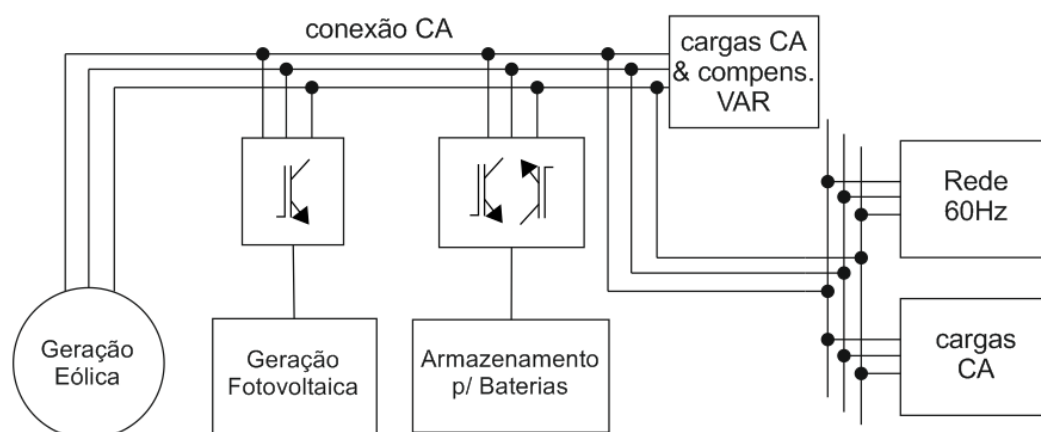 conexão CA
cargas CA
& compens.
VAR
Rede
60Hz
Geração
Eólica
Geração
Fotovoltaica
Armazenamento
p/ Baterias
cargas
CA